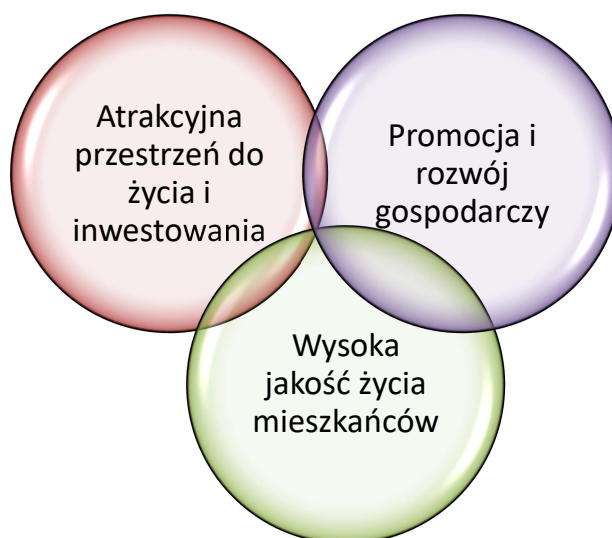 Atrakcyjna
przestrzeń do
życia i
inwestowania
Promocja i
rozwój
gospodarczy
Wysoka
jakość życia
mieszkańców